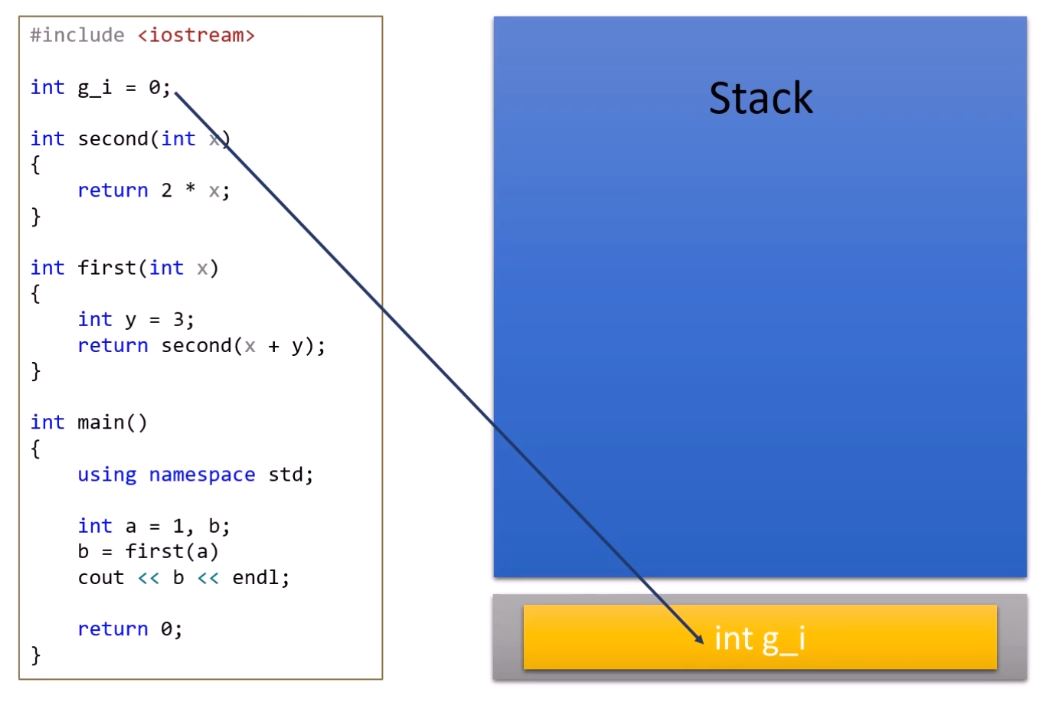 #include <iostream>
int g_i = 0;
int second(int x)
{
    return 2 * x;
}
int first(int x)
{
    int y = 3;
    return second(x + y);
}
int main()
{
    using namespace std;
    int a = 1, b;
    b = first(a)
    cout << b << endl;
    return 0;
}
Stack
int g_i